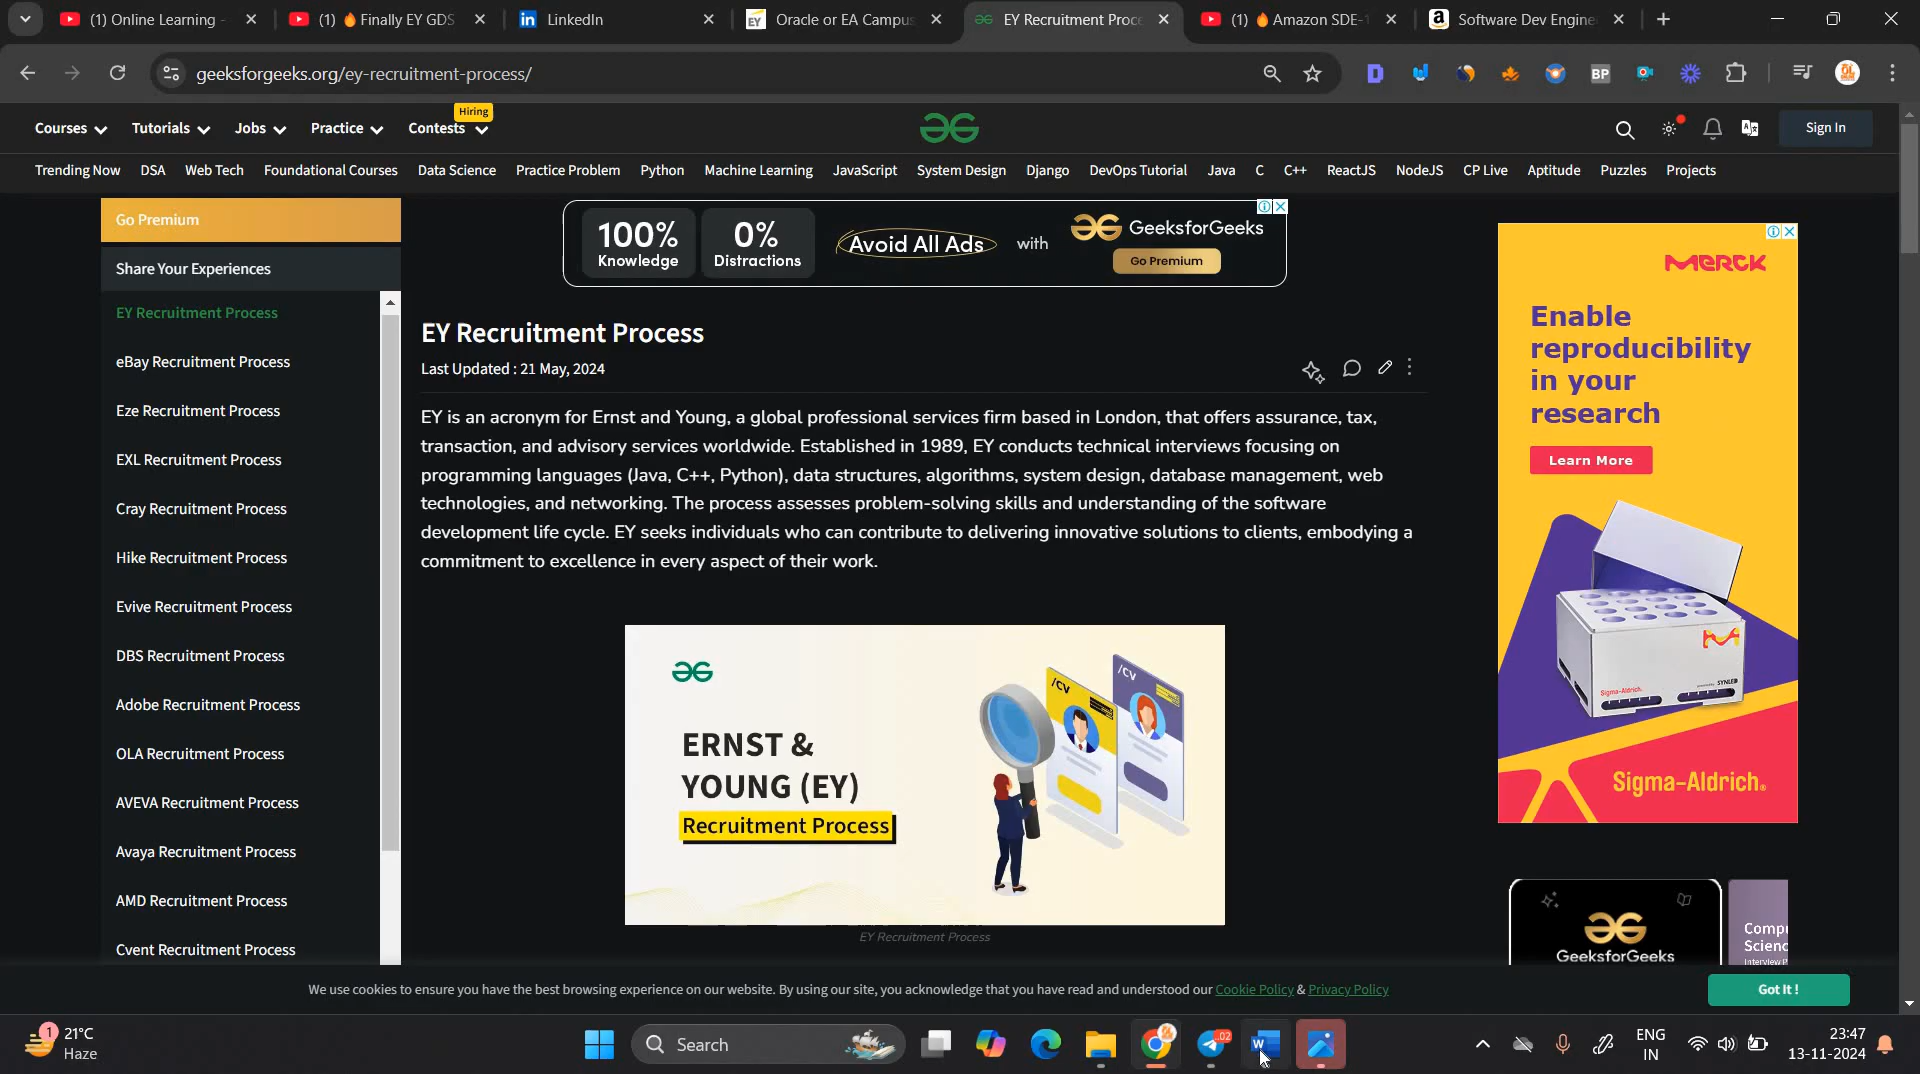 (1) Online Learning -
(1) 🔥Finally EY GDS
LinkedIn
Oracle or EA Campus
EY Recruitment Proce
(1) 🔥Amazon SDE-1
Software Dev Engine
geeksforgeeks.org/ey-recruitment-process/
BP
Hiring
Courses
Tutorials
Jobs
Practice
Contests
Sign In
Trending Now
DSA
Web Tech
Foundational Courses
Data Science
Practice Problem
Python
Machine Learning
JavaScript
System Design
Django
DevOps Tutorial
Java
C
C++
ReactJS
NodeJS
CP Live
Aptitude
Puzzles
Projects
Go Premium
Share Your Experiences
EY Recruitment Process
eBay Recruitment Process
Eze Recruitment Process
EXL Recruitment Process
Cray Recruitment Process
Hike Recruitment Process
Evive Recruitment Process
DBS Recruitment Process
Adobe Recruitment Process
OLA Recruitment Process
AVEVA Recruitment Process
Avaya Recruitment Process
AMD Recruitment Process
Cvent Recruitment Process
100%
Knowledge
0%
Distractions
Avoid All Ads
with
GeeksforGeeks
Go Premium
EY Recruitment Process
Last Updated : 21 May, 2024
EY is an acronym for Ernst and Young, a global professional services firm based in London, that offers assurance, tax,
transaction, and advisory services worldwide. Established in 1989, EY conducts technical interviews focusing on
programming languages (Java, C++, Python), data structures, algorithms, system design, database management, web
technologies, and networking. The process assesses problem-solving skills and understanding of the software
development life cycle. EY seeks individuals who can contribute to delivering innovative solutions to clients, embodying a
commitment to excellence in every aspect of their work.
ERNST &
YOUNG (EY)
Recruitment Process
/CV
/CV
EY Recruitment Process
MERCK
Enable
reproducibility
in your
research
Learn More
Sigma-Aldrich.
SYNLED
Sigma-Aldrich®
GeeksforGeeks
Compu
Scienc
Interview P
We use cookies to ensure you have the best browsing experience on our website. By using our site, you acknowledge that you have read and understood our Cookie Policy & Privacy Policy
Got It !
1
21°C
Haze
Search
02
W
ENG
IN
23:47
13-11-2024